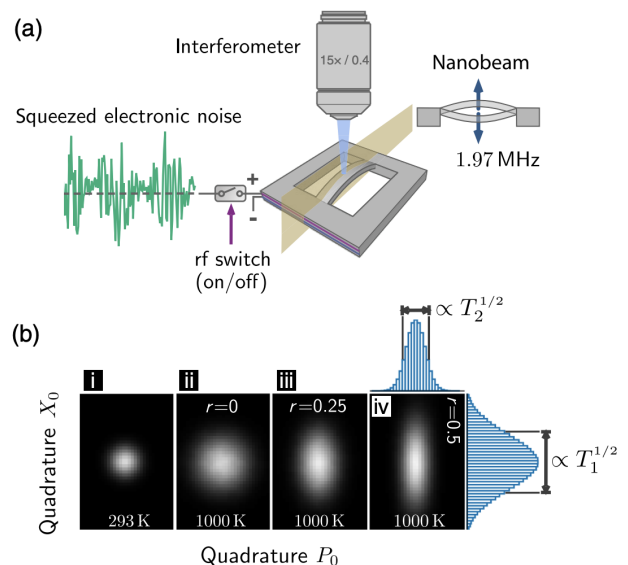 (a)
Interferometer
15x / 0.4
Nanobeam
1.97 MHz
Squeezed electronic noise
+
-
rf switch
(on/off)
∝ T₂^{1/2}
(b)
i
ii
iii
iv
r=0
r=0.25
r=0.5
∝ T₁^{1/2}
Quadrature X₀
293 K
1000 K
1000 K
1000 K
Quadrature P₀